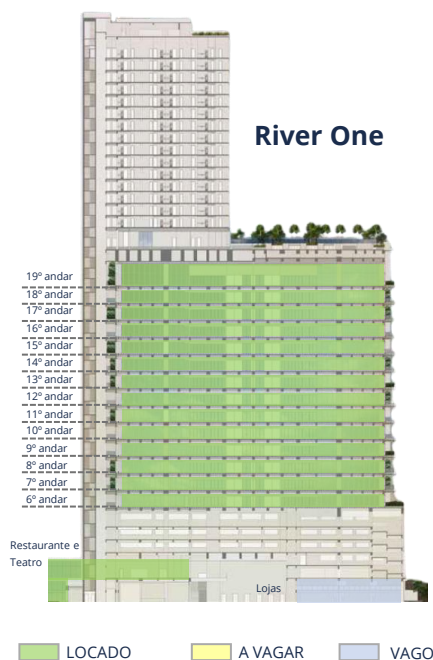 River One
19º andar
18º andar
17º andar
16º andar
15º andar
14º andar
13º andar
12º andar
11º andar
10º andar
9º andar
8º andar
7º andar
6º andar
Restaurante e
Teatro
Lojas
LOCADO
A VAGAR
VAGO